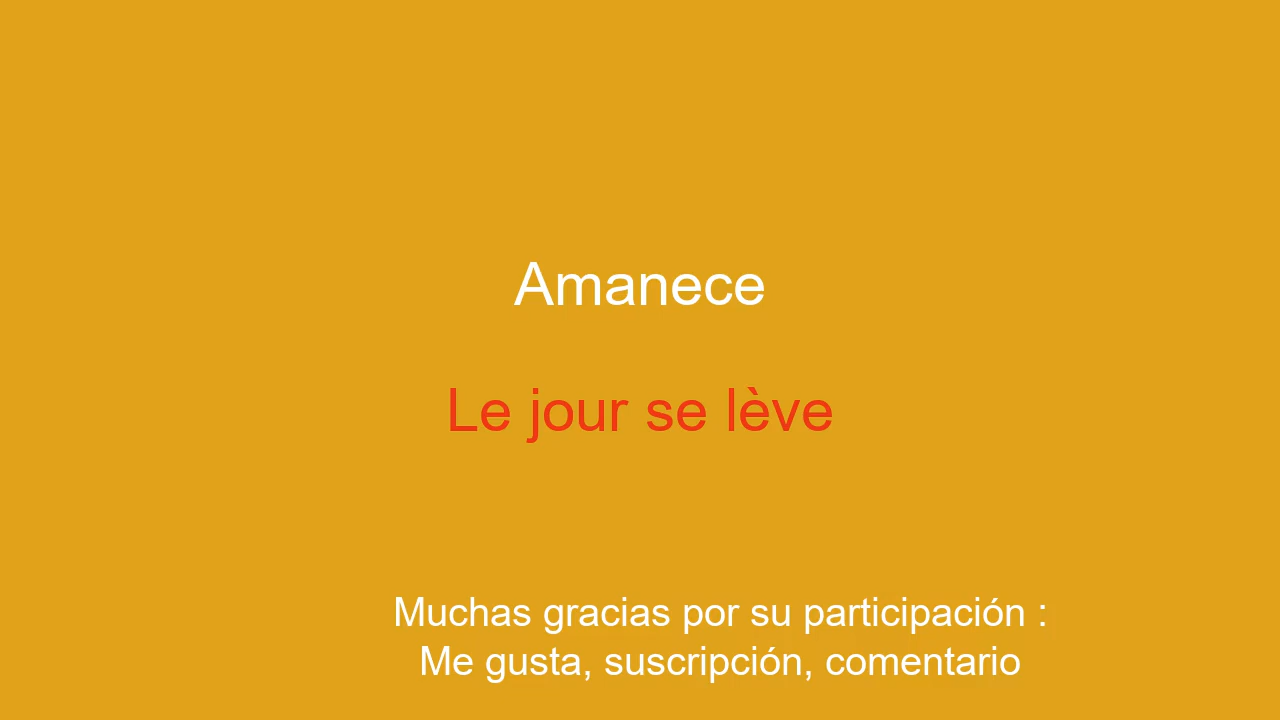 Amanece
Le jour se lève
Muchas gracias por su participación :
Me gusta, suscripción, comentario